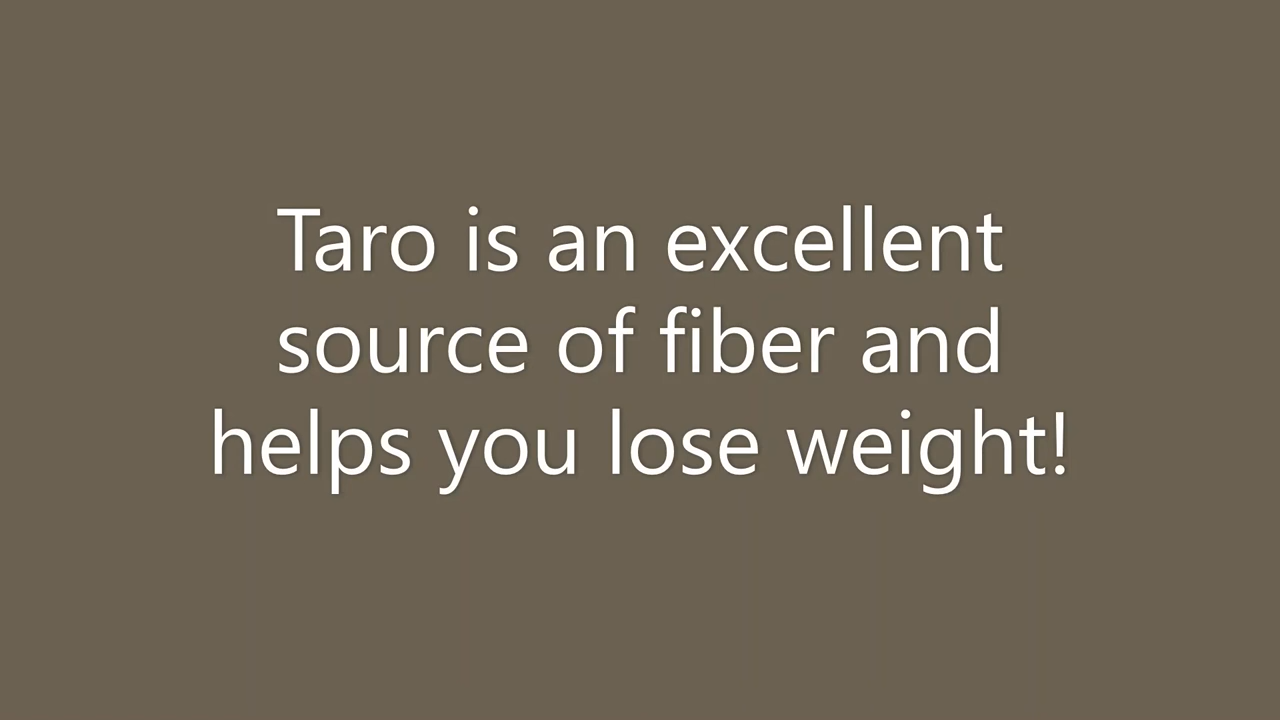 Taro is an excellent
source of fiber and
helps you lose weight!